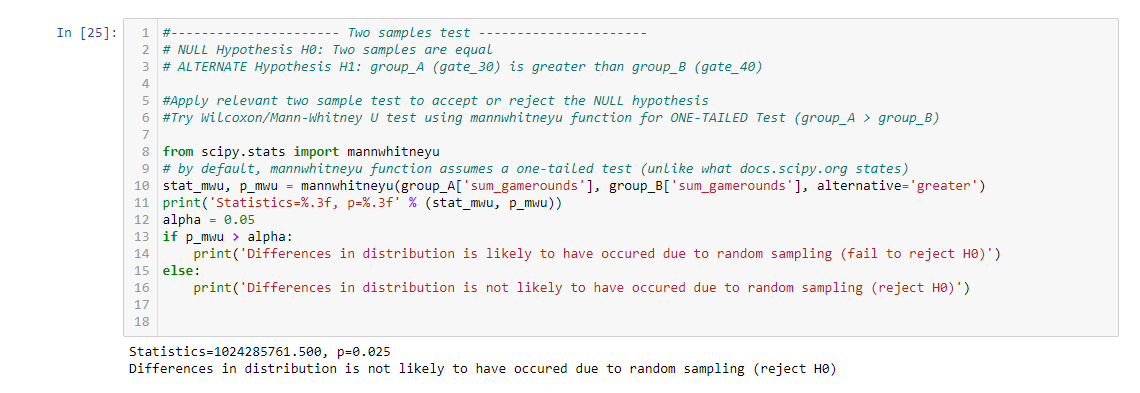 In [25]:
1 #---------------------- Two samples test ----------------------
2 # NULL Hypothesis H0: Two samples are equal
3 # ALTERNATE Hypothesis H1: group_A (gate_30) is greater than group_B (gate_40)
4
5 #Apply relevant two sample test to accept or reject the NULL hypothesis
6 #Try Wilcoxon/Mann-Whitney U test using mannwhitneyu function for ONE-TAILED Test (group_A > group_B)
7
8 from scipy.stats import mannwhitneyu
9 # by default, mannwhitneyu function assumes a one-tailed test (unlike what docs.scipy.org states)
10 stat_mwu, p_mwu = mannwhitneyu(group_A['sum_gamerounds'], group_B['sum_gamerounds'], alternative='greater')
11 print('Statistics=%.3f, p=%.3f' % (stat_mwu, p_mwu))
12 alpha = 0.05
13 if p_mwu > alpha:
14     print('Differences in distribution is likely to have occured due to random sampling (fail to reject H0)')
15 else:
16     print('Differences in distribution is not likely to have occured due to random sampling (reject H0)')
17
18
Statistics=1024285761.500, p=0.025
Differences in distribution is not likely to have occured due to random sampling (reject H0)